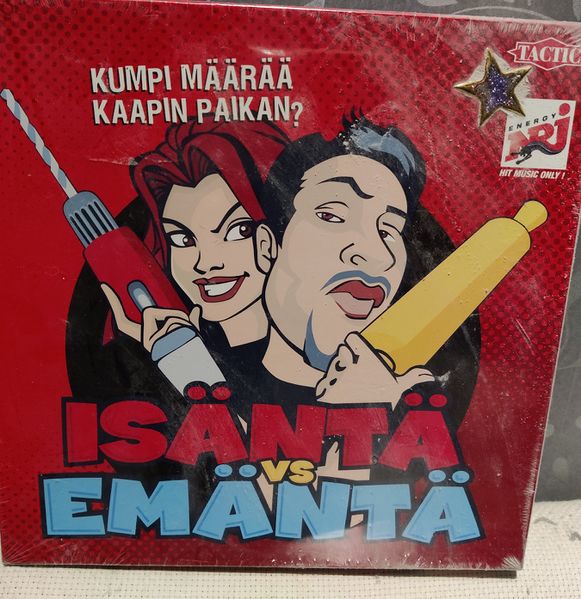 KUMPI MÄÄRÄÄ
KAAPIN PAIKAN?
TACTIC
ENERGY
NRJ
HIT MUSIC ONLY!
ISÄNTÄ
VS
EMÄNTÄ